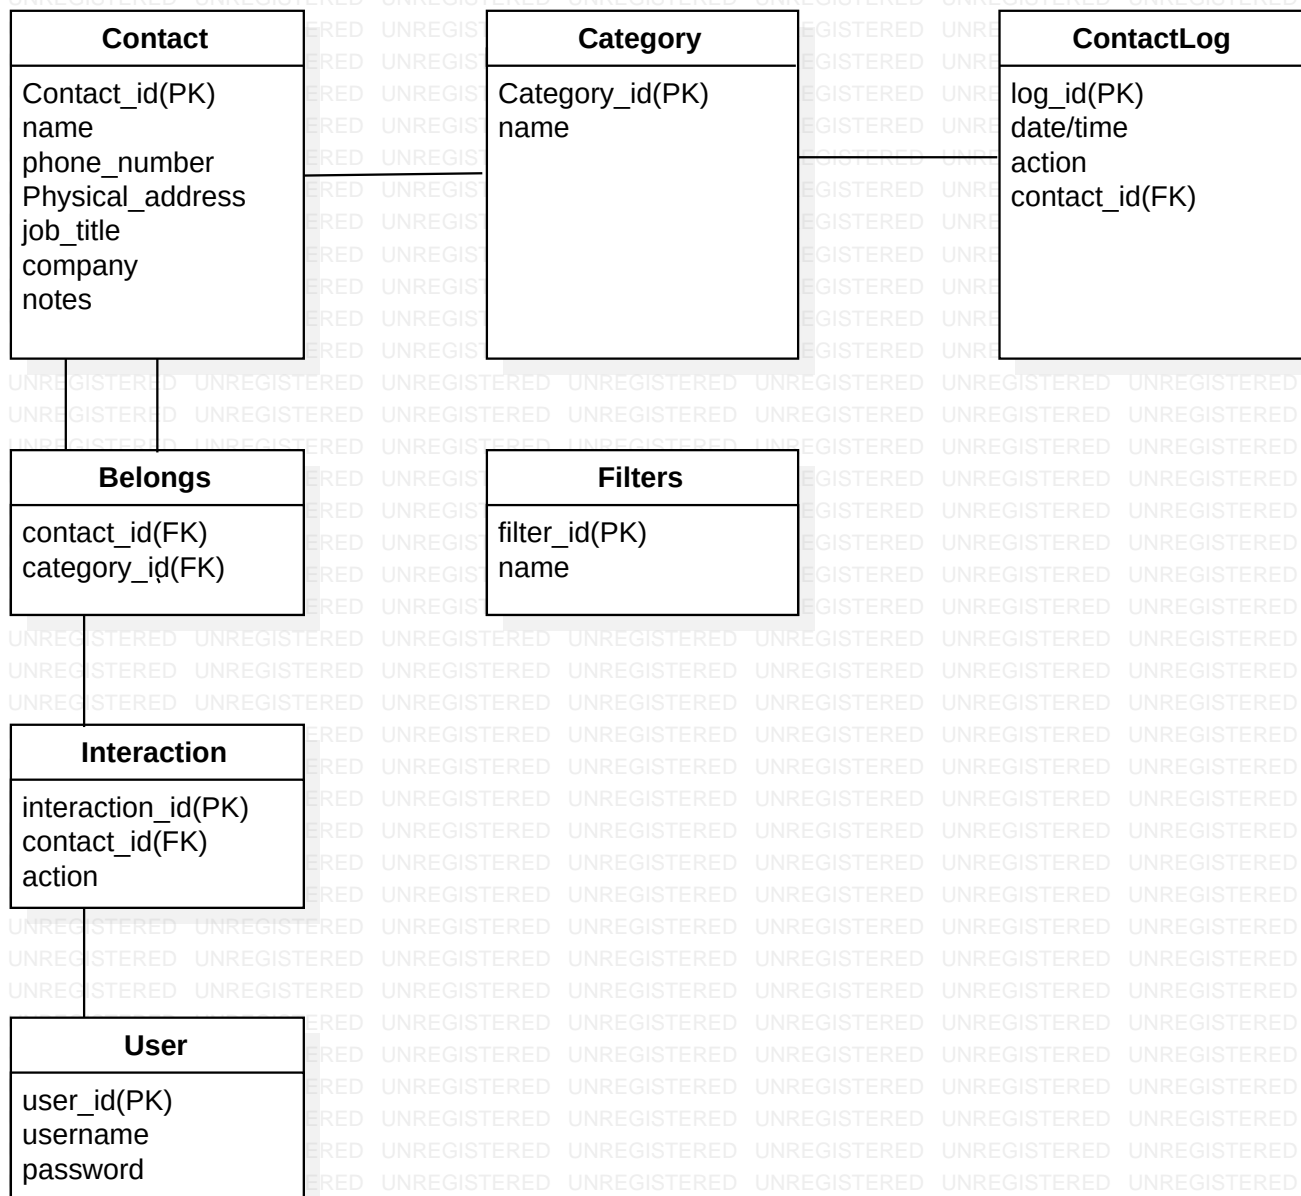 Contact
Contact_id(PK)
name
phone_number
Physical_address
job_title
company
notes
Category
Category_id(PK)
name
ContactLog
log_id(PK)
date/time
action
contact_id(FK)
Belongs
contact_id(FK)
category_id(FK)
Filters
filter_id(PK)
name
Interaction
interaction_id(PK)
contact_id(FK)
action
User
user_id(PK)
username
password
UNREGISTERED